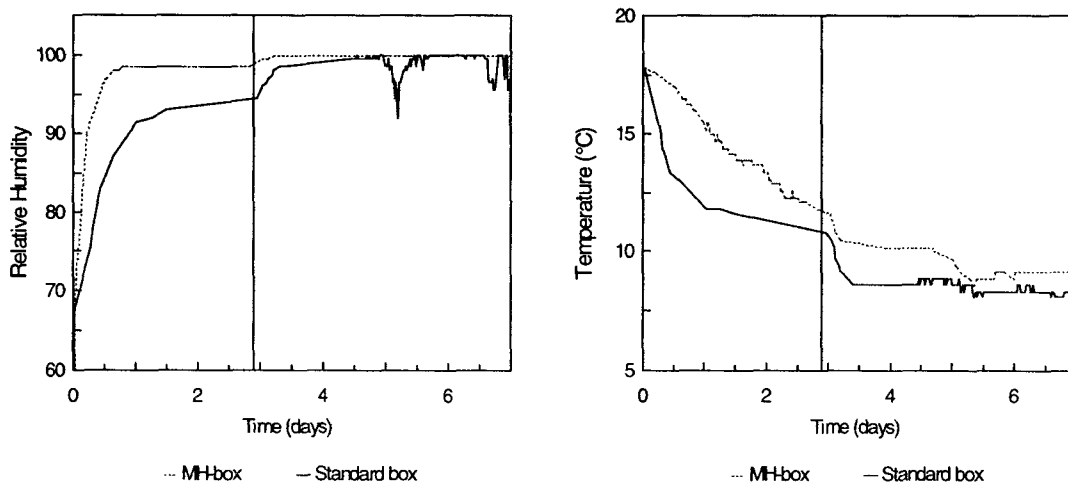 Relative Humidity
100
90
80
70
60
0
2
4
6
Time (days)
MH-box
Standard box
Temperature (°C)
20
15
10
5
0
2
4
6
Time (days)
MH-box
Standard box